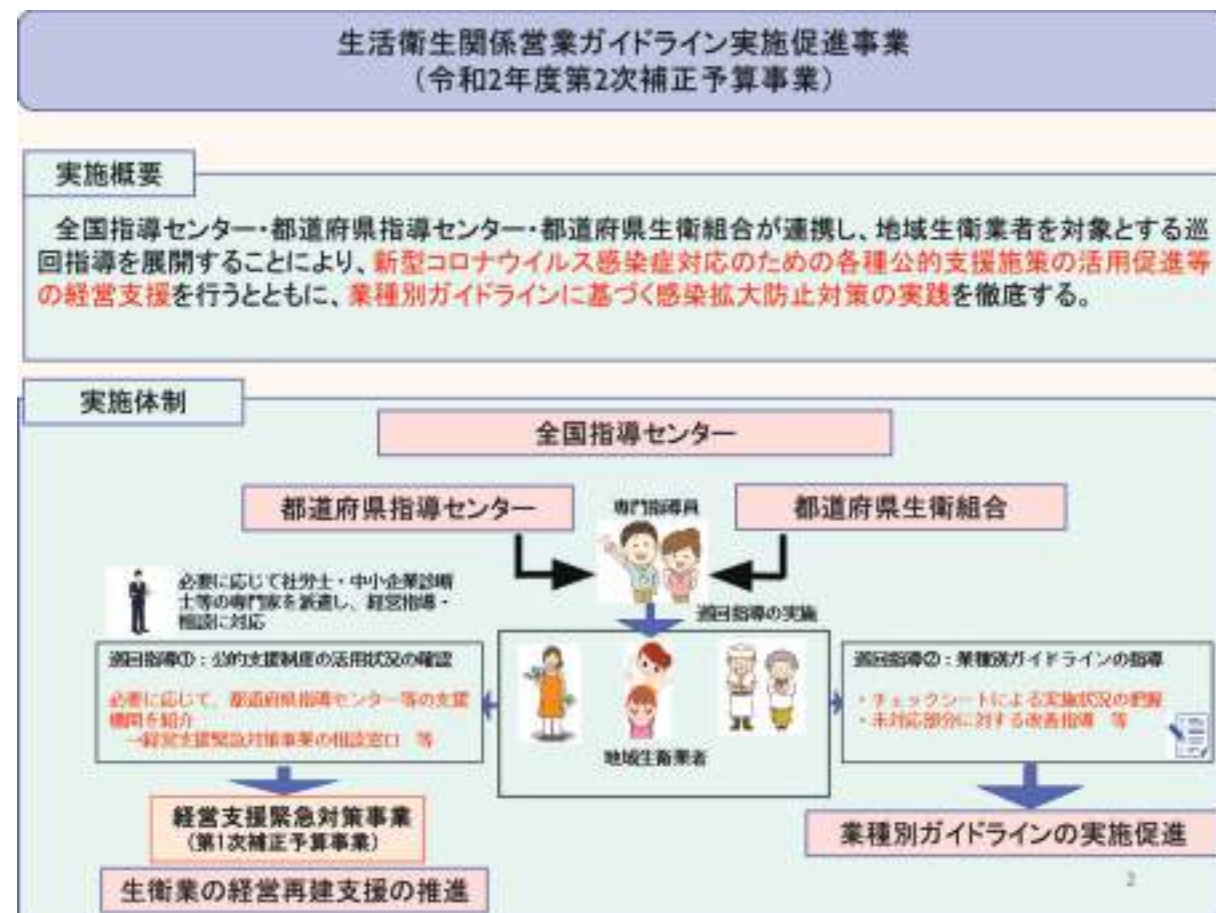 生活衛生関係営業ガイドライン実施促進事業
（令和2年度第2次補正予算事業）
実施概要
全国指導センター・都道府県指導センター・都道府県生衛組合が連携し、地域生衛業者を対象とする巡
回指導を展開することにより、新型コロナウイルス感染症対応のための各種公的支援施策の活用促進等
の経営支援を行うとともに、業種別ガイドラインに基づく感染拡大防止対策の実践を徹底する。
実施体制
全国指導センター
都道府県指導センター
専門指導員
都道府県生衛組合
必要に応じて社労士・中小企業診断
士等の専門家を派遣し、経営指導・
相談に対応
巡回指導の実施
巡回指導①：公的支援制度の活用状況の確認
必要に応じて、都道府県指導センター等の支援
機関を紹介
→経営支援緊急対策事業の相談窓口　等
地域生衛業者
巡回指導②：業種別ガイドラインの指導
・チェックシートによる実施状況の把握
・未対応部分に対する改善指導　等
経営支援緊急対策事業
（第1次補正予算事業）
業種別ガイドラインの実施促進
生衛業の経営再建支援の推進
2